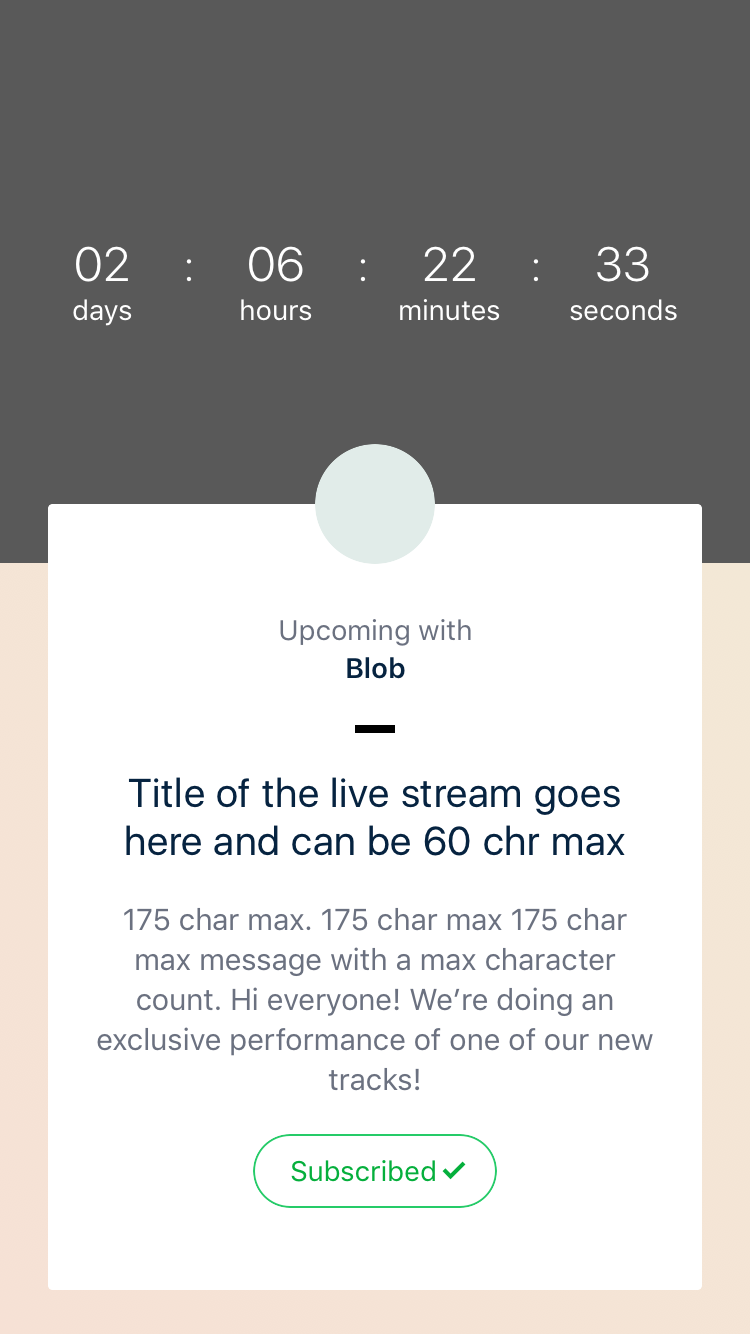 02 : 06 : 22 : 33
days hours minutes seconds
Upcoming with
Blob
Title of the live stream goes
here and can be 60 chr max
175 char max. 175 char max 175 char
max message with a max character
count. Hi everyone! We’re doing an
exclusive performance of one of our new
tracks!
Subscribed